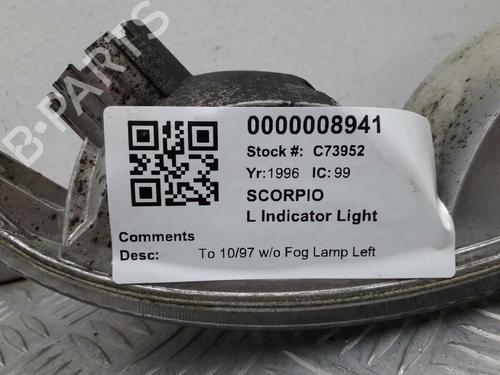 B-PARTS
0000008941
Stock #: C73952
Yr:1996 IC:99
SCORPIO
L Indicator Light
Comments
Desc: To 10/97 w/o Fog Lamp Left